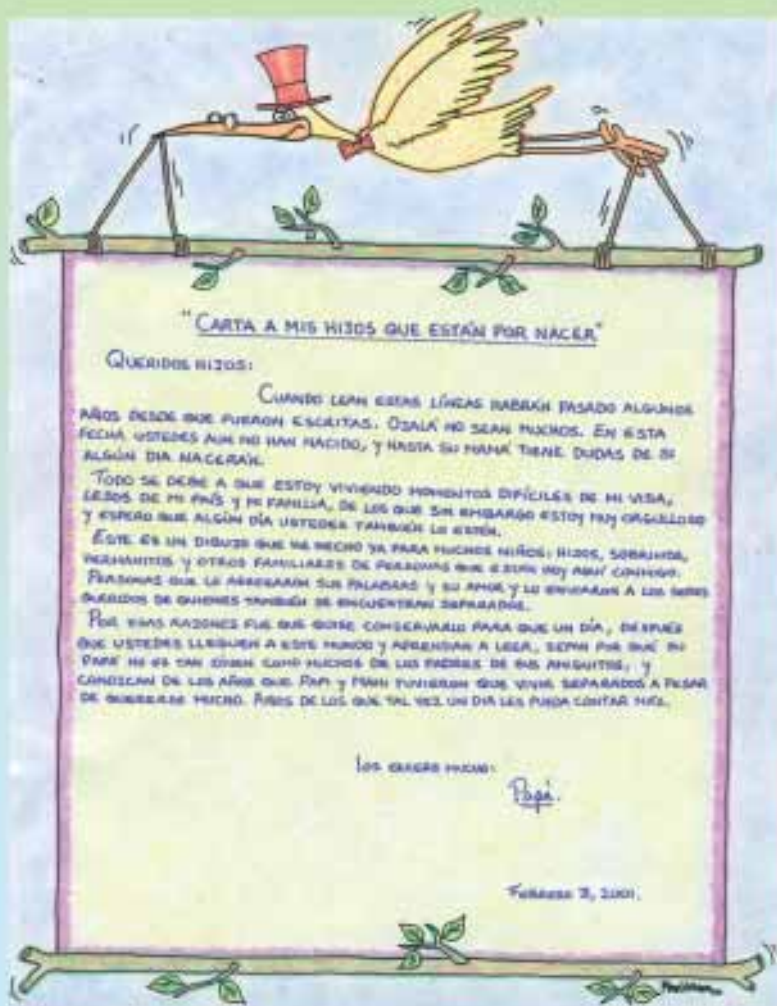 "CARTA A MIS HIJOS QUE ESTÁN POR NACER"
QUERIDOS HIJOS:
CUANDO LEAN ESTAS LÍNEAS HABRÁN PASADO ALGUNOS
AÑOS DESDE QUE FUERON ESCRITAS. OJALÁ NO SEAN MUCHOS. EN ESTA
FECHA USTEDES AUN NO HAN NACIDO, Y HASTA SU MAMÁ TIENE DUDAS DE SI
ALGÚN DIA NACERÁN.
TODO SE DEBE A QUE ESTOY VIVIENDO MOMENTOS DIFÍCILES DE MI VIDA,
LEJOS DE MI PAÍS Y MI FAMILIA, DE LOS QUE SIN EMBARGO ESTOY MUY ORGULLOSO
Y ESPERO QUE ALGÚN DÍA USTEDES TAMBIÉN LO ESTÉN.
ESTE ES UN DIBUJO QUE HE HECHO YA PARA MUCHOS NIÑOS: HIJOS, SOBRINOS,
HERMANITOS Y OTROS FAMILIARES DE PERSONAS QUE ESTÁN HOY AQUÍ CONMIGO.
PERSONAS QUE LE AGREGARON SUS PALABRAS Y SU AMOR Y LO ENVIARON A LOS SERES
QUERIDOS DE QUIENES TAMBIÉN SE ENCUENTRAN SEPARADOS.
POR ESAS RAZONES FUE QUE QUISE CONSERVARLO PARA QUE UN DÍA, DESPUÉS
QUE USTEDES LLEGUEN A ESTE MUNDO Y APRENDAN A LEER, SEPAN POR QUÉ SU
PAPÁ NO ES TAN JOVEN COMO MUCHOS DE LOS PADRES DE SUS AMIGUITOS, Y
CONOZCAN DE LOS AÑOS QUE PAPI Y MAMI TUVIERON QUE VIVIR SEPARADOS A PESAR
DE QUERERSE MUCHO. AÑOS DE LOS QUE TAL VEZ UN DIA LES PUEDA CONTAR MÁS.
LOS QUIERO MUCHO:
Papá.
FEBRERO 3, 2001.